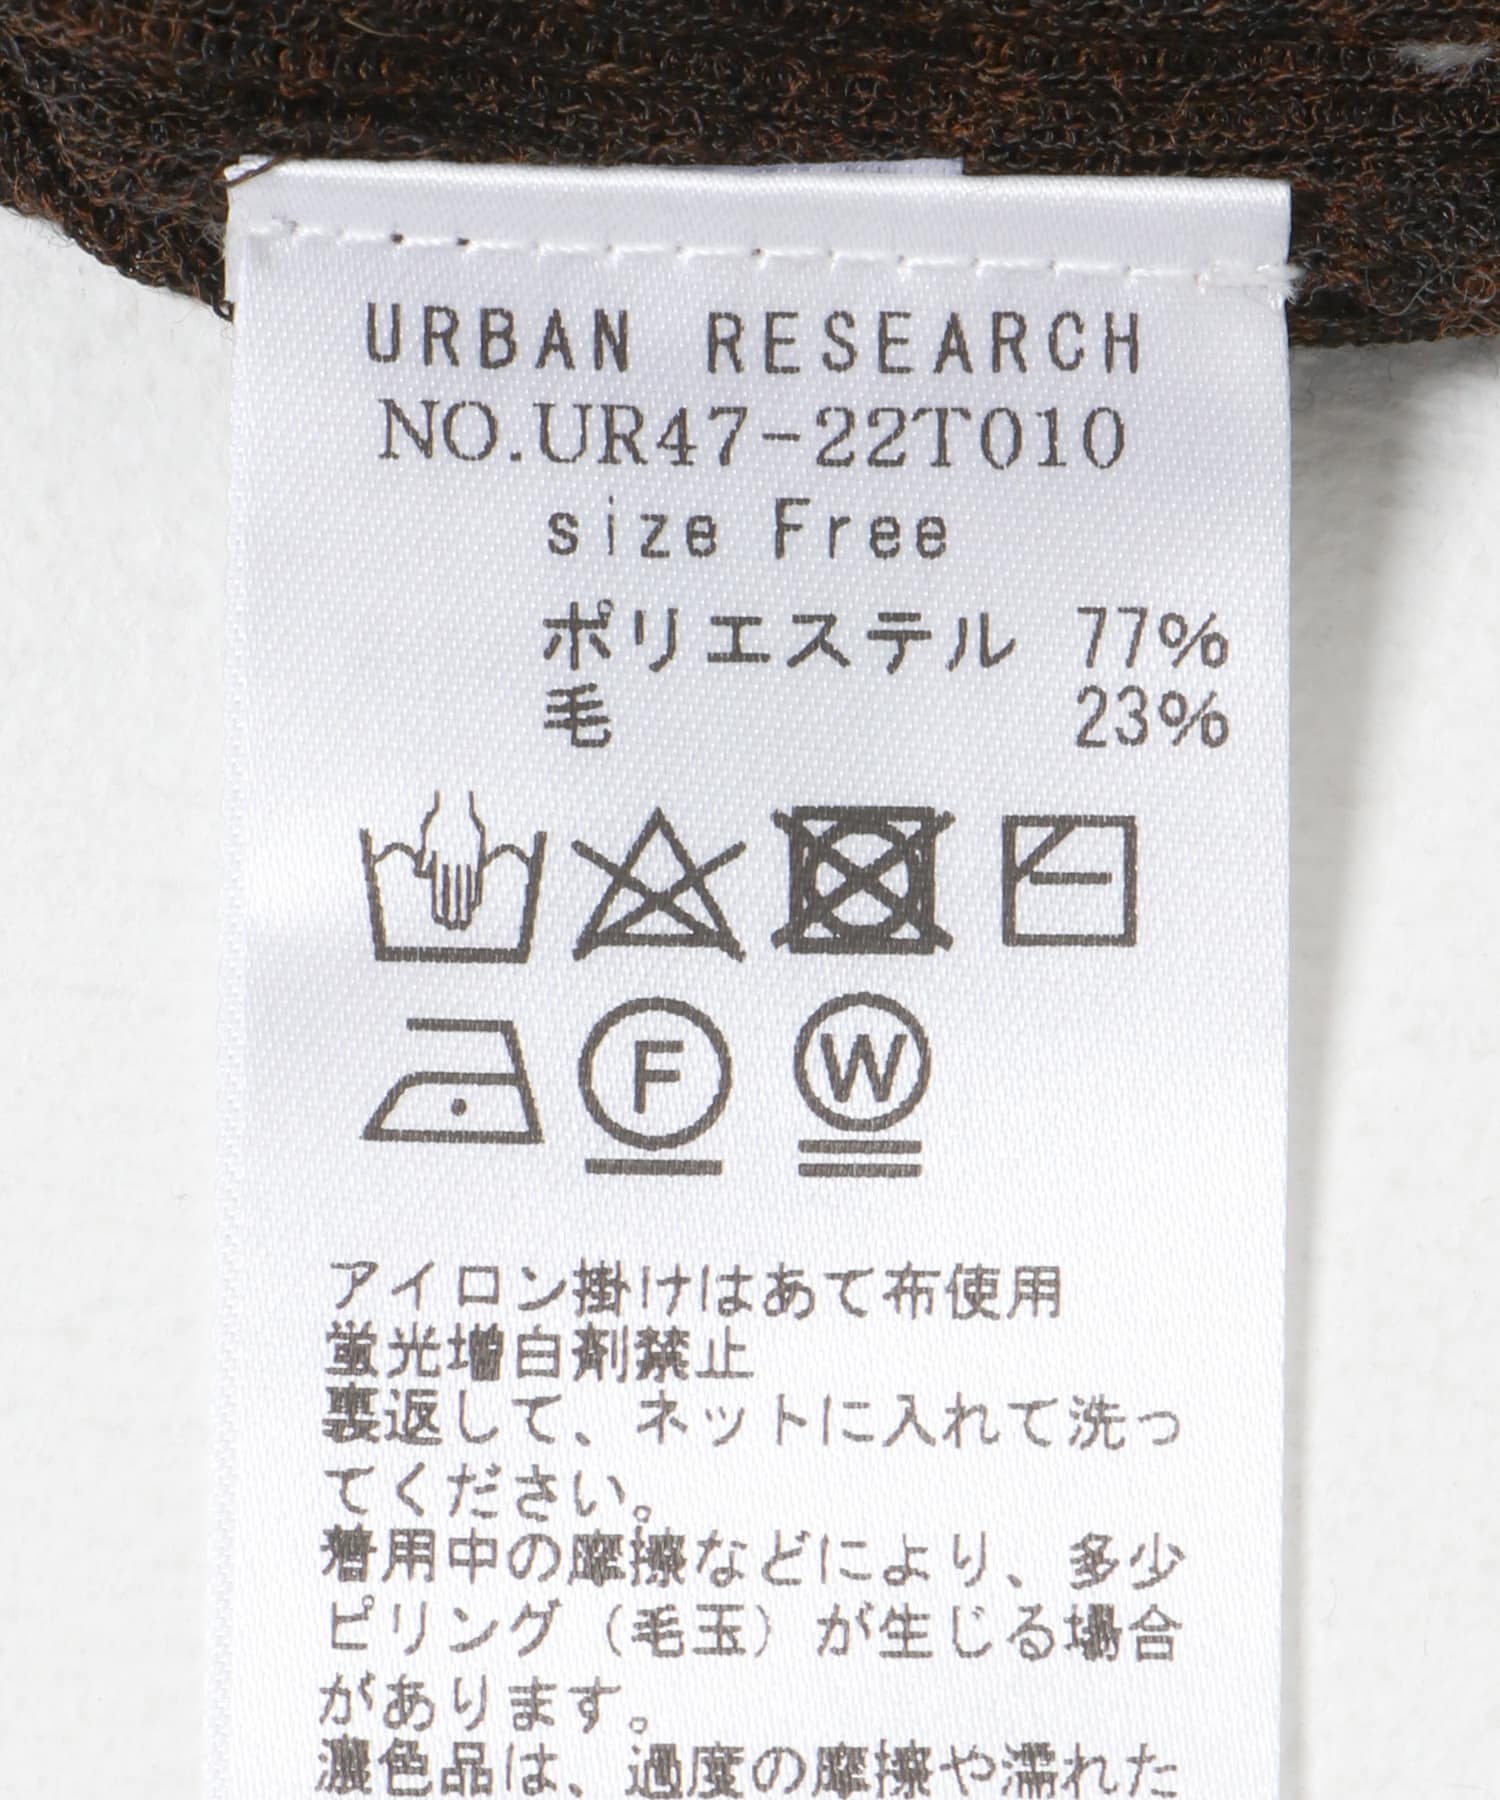 URBAN RESEARCH
NO.UR47-22T010
size Free
ポリエステル 77%
毛 23%
F
W
アイロン掛けはあて布使用
蛍光増白剤禁止
裏返して、ネットに入れて洗っ
てください。
着用中の摩擦などにより、多少
ピリング(毛玉)が生じる場合
があります。
濃色品は、過度の摩擦や濡れた